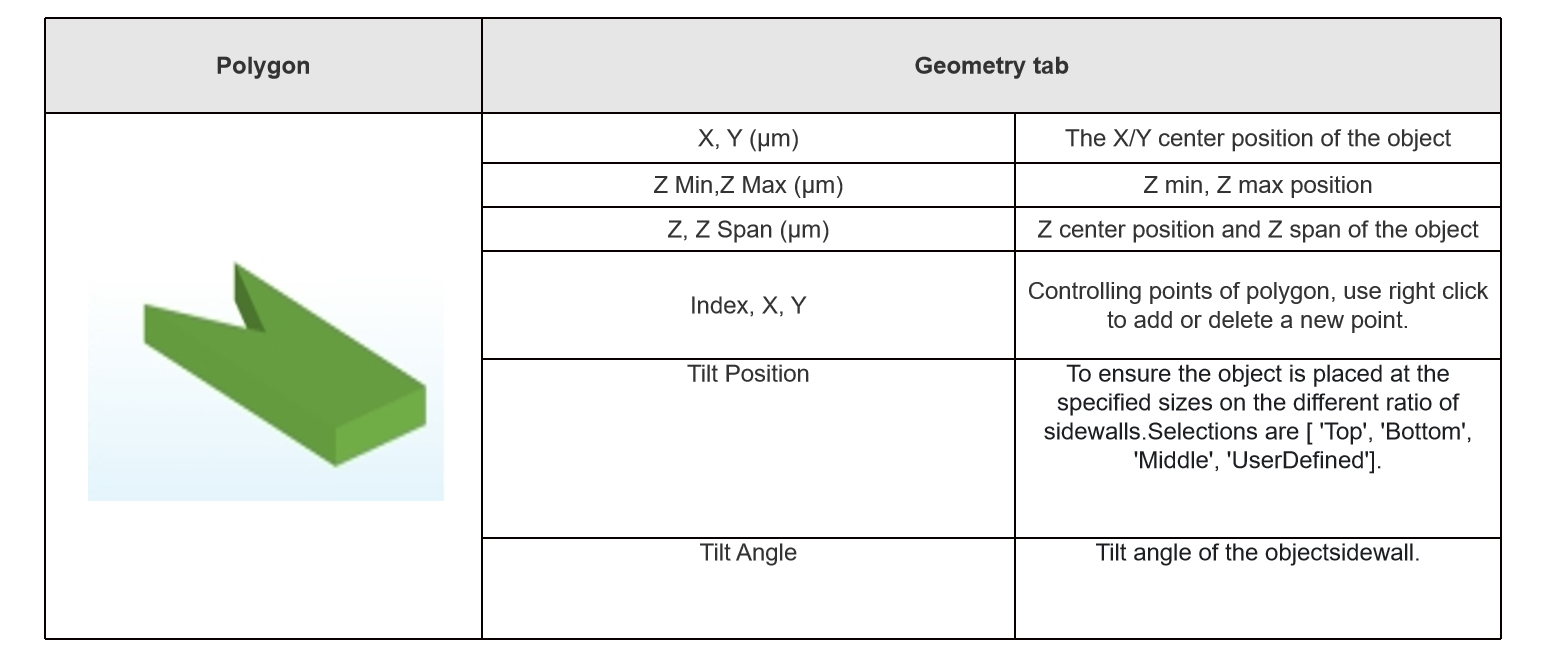 Polygon
Geometry tab
X, Y (μm)
The X/Y center position of the object
Z Min,Z Max (μm)
Z min, Z max position
Z, Z Span (μm)
Z center position and Z span of the object
Index, X, Y
Controlling points of polygon, use right click
to add or delete a new point.
Tilt Position
To ensure the object is placed at the
specified sizes on the different ratio of
sidewalls.Selections are [ 'Top', 'Bottom',
'Middle', 'UserDefined'].
Tilt Angle
Tilt angle of the objectsidewall.